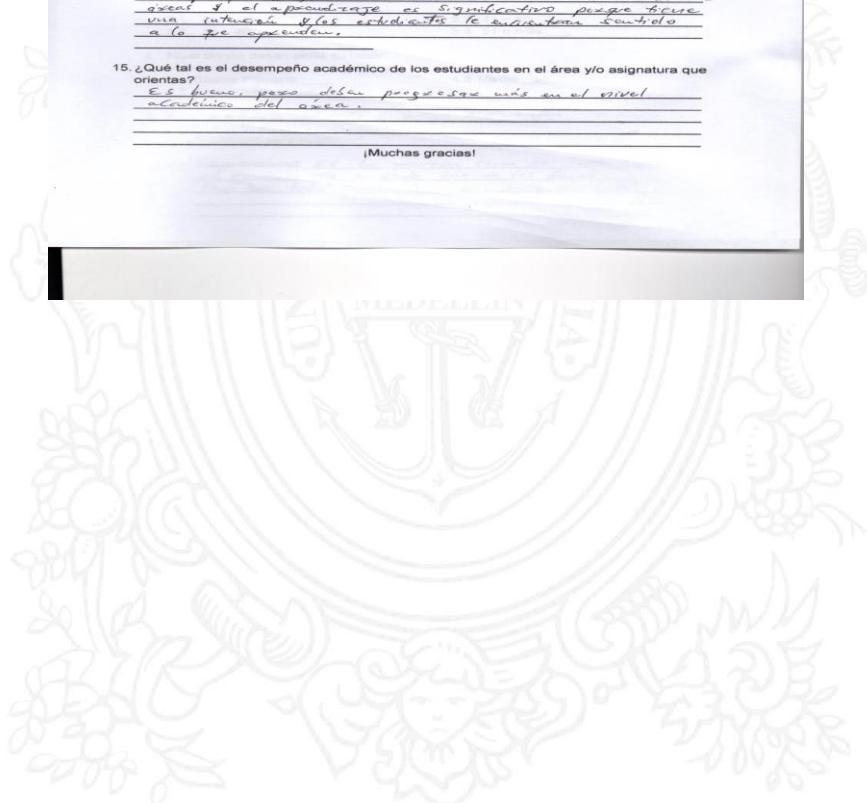 áreas y el aprendizaje es significativo porque tiene
una intención y los estudiantes le encuentran sentido
a lo que aprenden.
15. ¿Qué tal es el desempeño académico de los estudiantes en el área y/o asignatura que
orientas?
Es bueno, pero deben progresar más en el nivel
académico del área.
¡Muchas gracias!
MEDELLIN